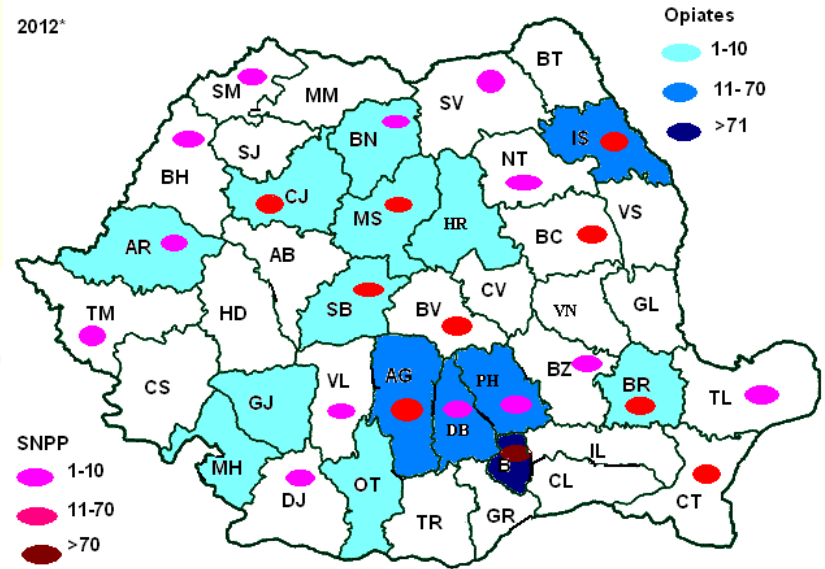 2012*
Opiates
1-10
11-70
>71
BT
SM
MM
SV
IS
BN
SJ
NT
BH
CJ
MS
HR
VS
BC
AR
AB
CV
SB
BV
VN
GL
TM
HD
BZ
PH
AG
VL
BR
CS
GJ
TL
DB
SNPP
1-10
11-70
>70
IL
B
MH
CL
OT
DJ
CT
TR
GR